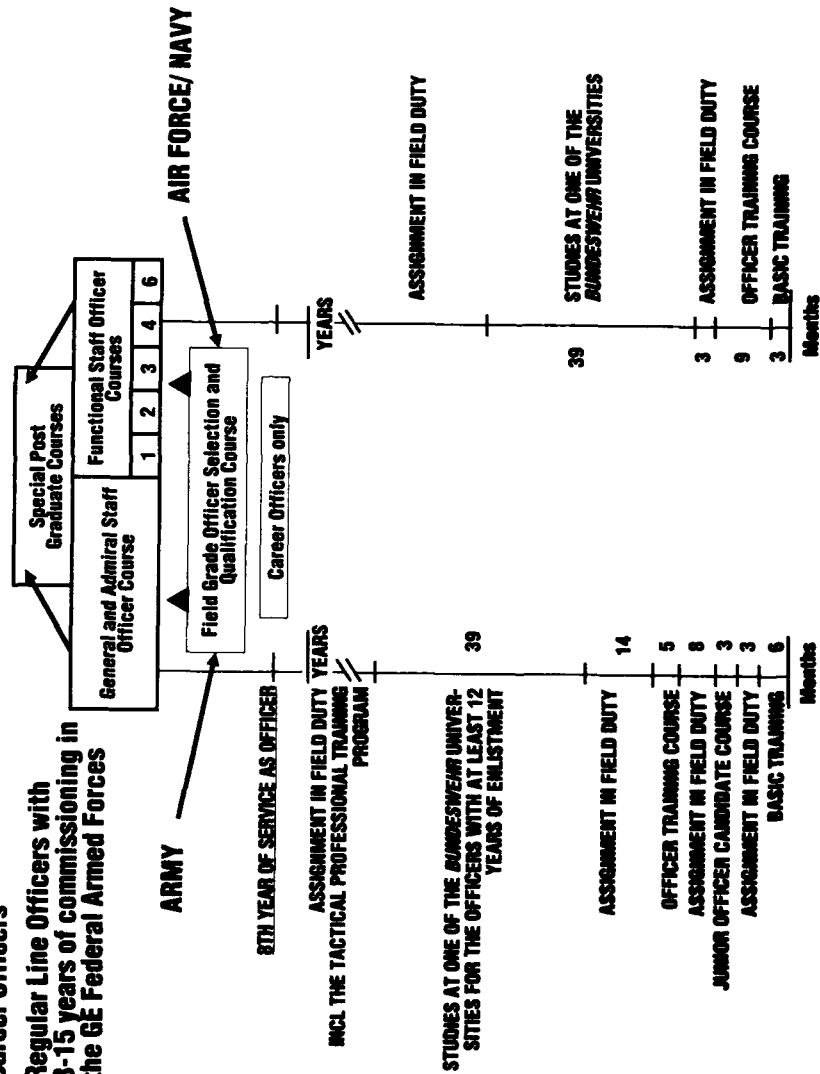 Career Officers
Regular Line Officers with
8-15 years of commissioning in
the GE Federal Armed Forces
Special Post
Graduate Courses
General and Admiral Staff
Officer Course
Functional Staff Officer
Courses
1 2 3 4 6
ARMY
AIR FORCE/ NAVY
Field Grade Officer Selection and
Qualification Course
Career Officers only
8TH YEAR OF SERVICE AS OFFICER
YEARS
ASSIGNMENT IN FIELD DUTY
INCL THE TACTICAL PROFESSIONAL TRAINING
PROGRAM
39
STUDIES AT ONE OF THE BUNDESWEHR UNIVER-
SITIES FOR THE OFFICERS WITH AT LEAST 12
YEARS OF ENLISTMENT
ASSIGNMENT IN FIELD DUTY 14
OFFICER TRAINING COURSE 5
ASSIGNMENT IN FIELD DUTY 8
JUNIOR OFFICER CANDIDATE COURSE 3
ASSIGNMENT IN FIELD DUTY 3
BASIC TRAINING 6
Months
YEARS
ASSIGNMENT IN FIELD DUTY
39 STUDIES AT ONE OF THE
BUNDESWEHR UNIVERSITIES
3 ASSIGNMENT IN FIELD DUTY
9 OFFICER TRAINING COURSE
3 BASIC TRAINING
Months